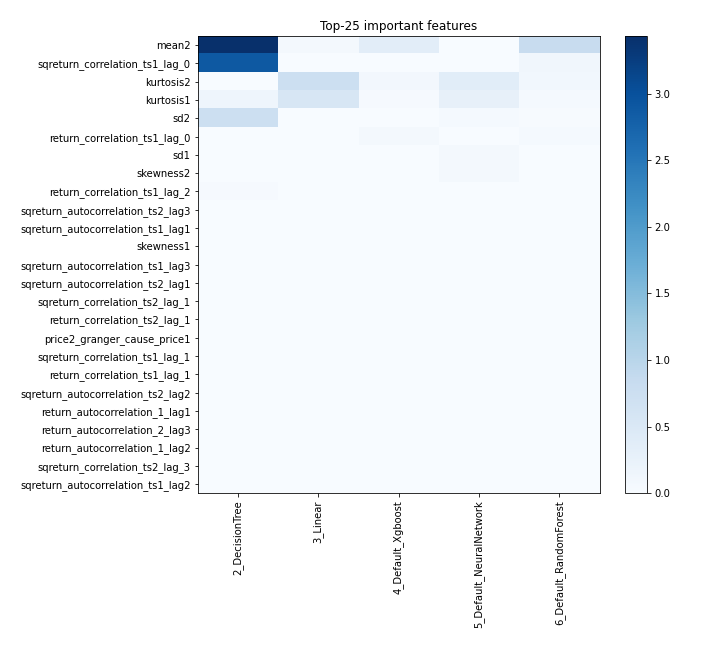 Top-25 important features
mean2
sqreturn_correlation_ts1_lag_0
kurtosis2
kurtosis1
sd2
return_correlation_ts1_lag_0
sd1
skewness2
return_correlation_ts1_lag_2
sqreturn_autocorrelation_ts2_lag3
sqreturn_autocorrelation_ts1_lag1
skewness1
sqreturn_autocorrelation_ts1_lag3
sqreturn_autocorrelation_ts2_lag1
sqreturn_correlation_ts2_lag_1
return_correlation_ts2_lag_1
price2_granger_cause_price1
sqreturn_correlation_ts1_lag_1
return_correlation_ts1_lag_1
sqreturn_autocorrelation_ts2_lag2
return_autocorrelation_1_lag1
return_autocorrelation_2_lag3
return_autocorrelation_1_lag2
sqreturn_correlation_ts2_lag_3
sqreturn_autocorrelation_ts1_lag2
2_DecisionTree
3_Linear
4_Default_Xgboost
5_Default_NeuralNetwork
6_Default_RandomForest
3.0
2.5
2.0
1.5
1.0
0.5
0.0